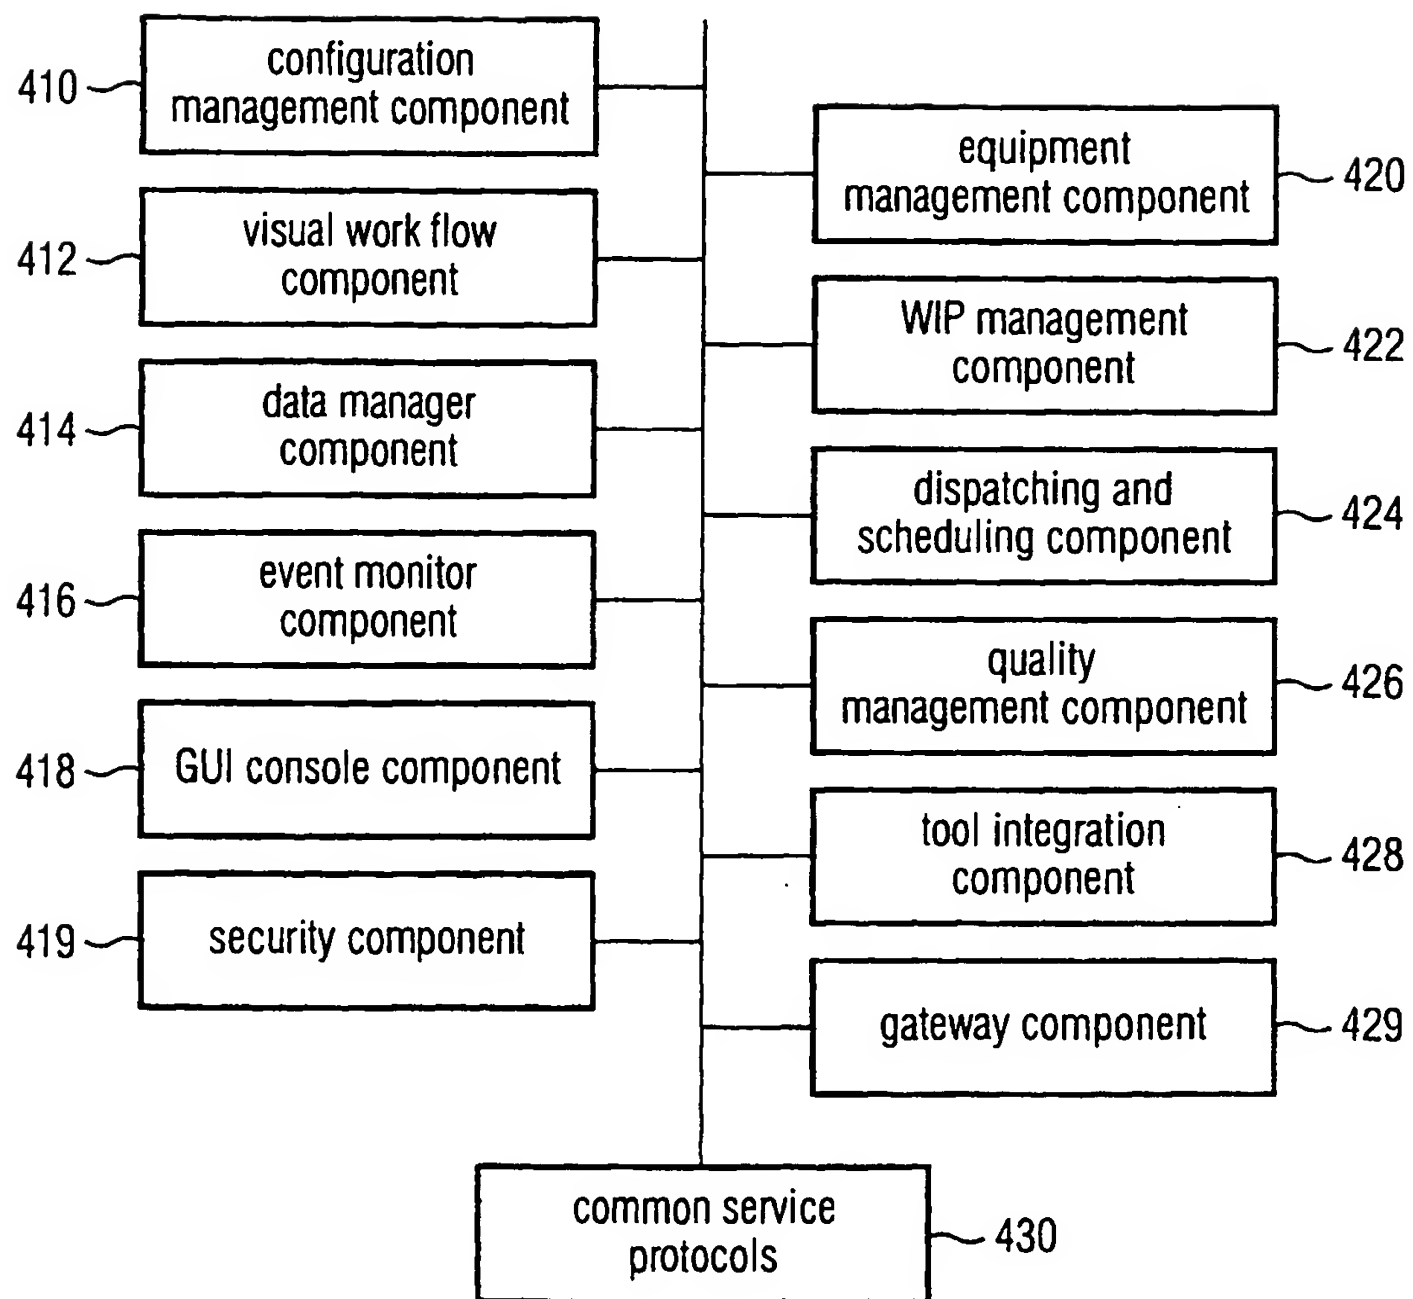 configuration
management component
410
equipment
management component
420
visual work flow
component
412
WIP management
component
422
data manager
component
414
dispatching and
scheduling component
424
event monitor
component
416
quality
management component
426
GUI console component
418
tool integration
component
428
security component
419
gateway component
429
common service
protocols
430